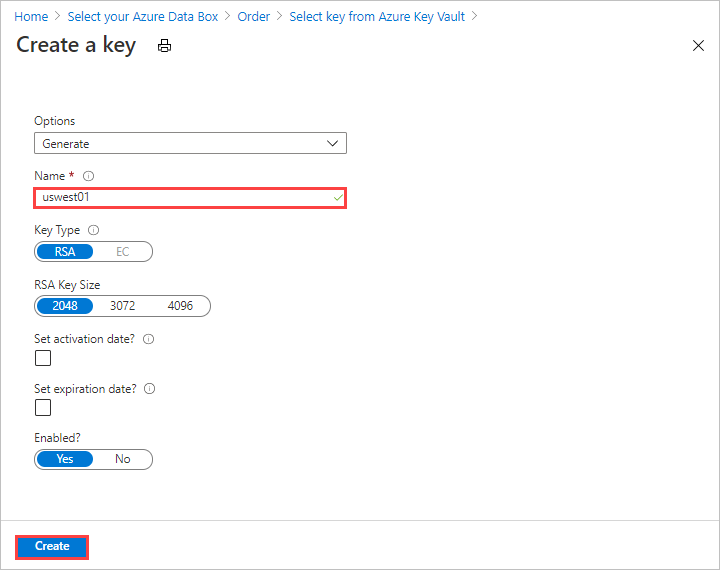 Home > Select your Azure Data Box > Order > Select key from Azure Key Vault >
Create a key
Options
Generate
Name *
uswest01
Key Type
RSA EC
RSA Key Size
2048 3072 4096
Set activation date?
Set expiration date?
Enabled?
Yes No
Create